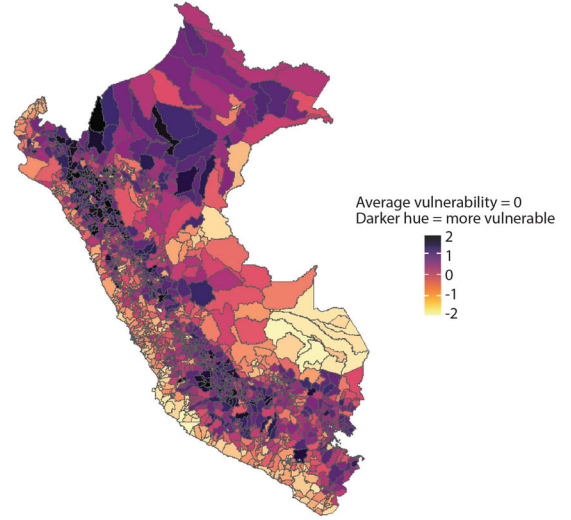 Average vulnerability = 0
Darker hue = more vulnerable
2
1
0
-1
-2